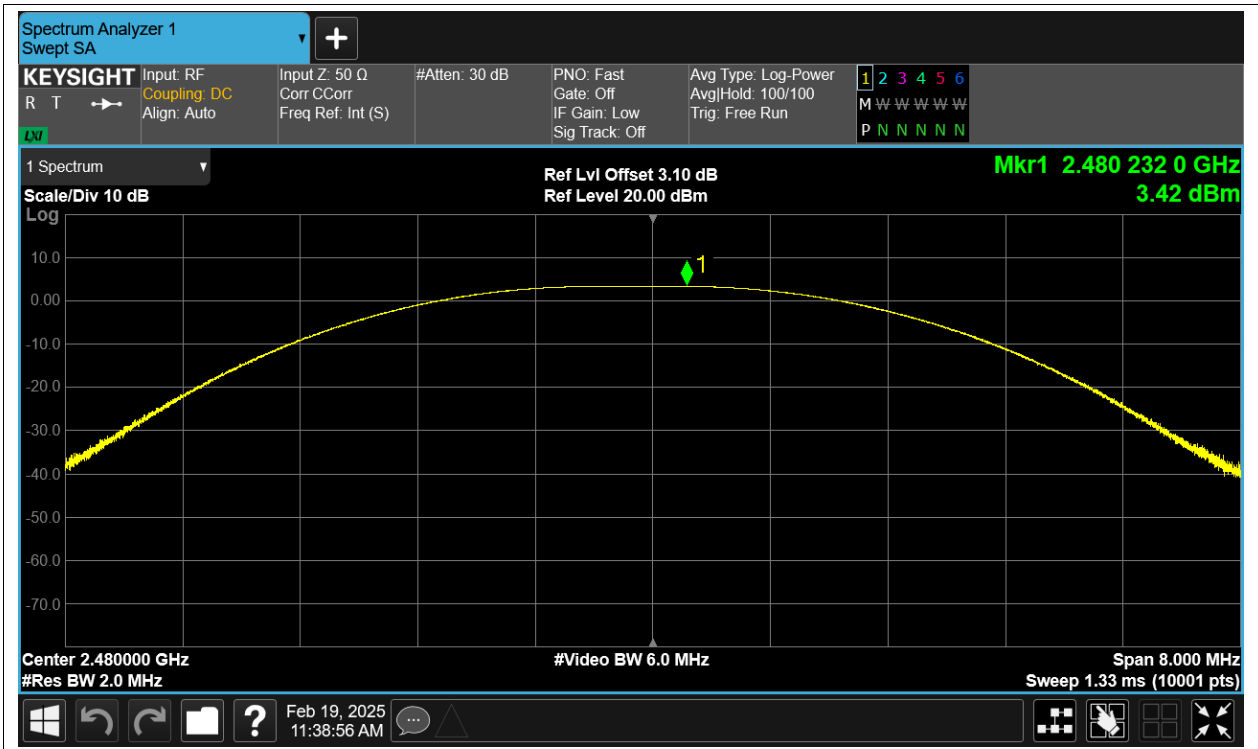 Spectrum Analyzer 1
Swept SA
KEYSIGHT
R T
LXI
Input: RF
Coupling: DC
Align: Auto
Input Z: 50 Ω
Corr CCorr
Freq Ref: Int (S)
#Atten: 30 dB
PNO: Fast
Gate: Off
IF Gain: Low
Sig Track: Off
Avg Type: Log-Power
Avg|Hold: 100/100
Trig: Free Run
1 2 3 4 5 6
M W W W W W
P N N N N N
1 Spectrum
Scale/Div 10 dB
Ref Lvl Offset 3.10 dB
Ref Level 20.00 dBm
Mkr1 2.480 232 0 GHz
3.42 dBm
Log
10.0
0.00
-10.0
-20.0
-30.0
-40.0
-50.0
-60.0
-70.0
1
Center 2.480000 GHz
#Video BW 6.0 MHz
Span 8.000 MHz
#Res BW 2.0 MHz
Sweep 1.33 ms (10001 pts)
?
Feb 19, 2025
11:38:56 AM